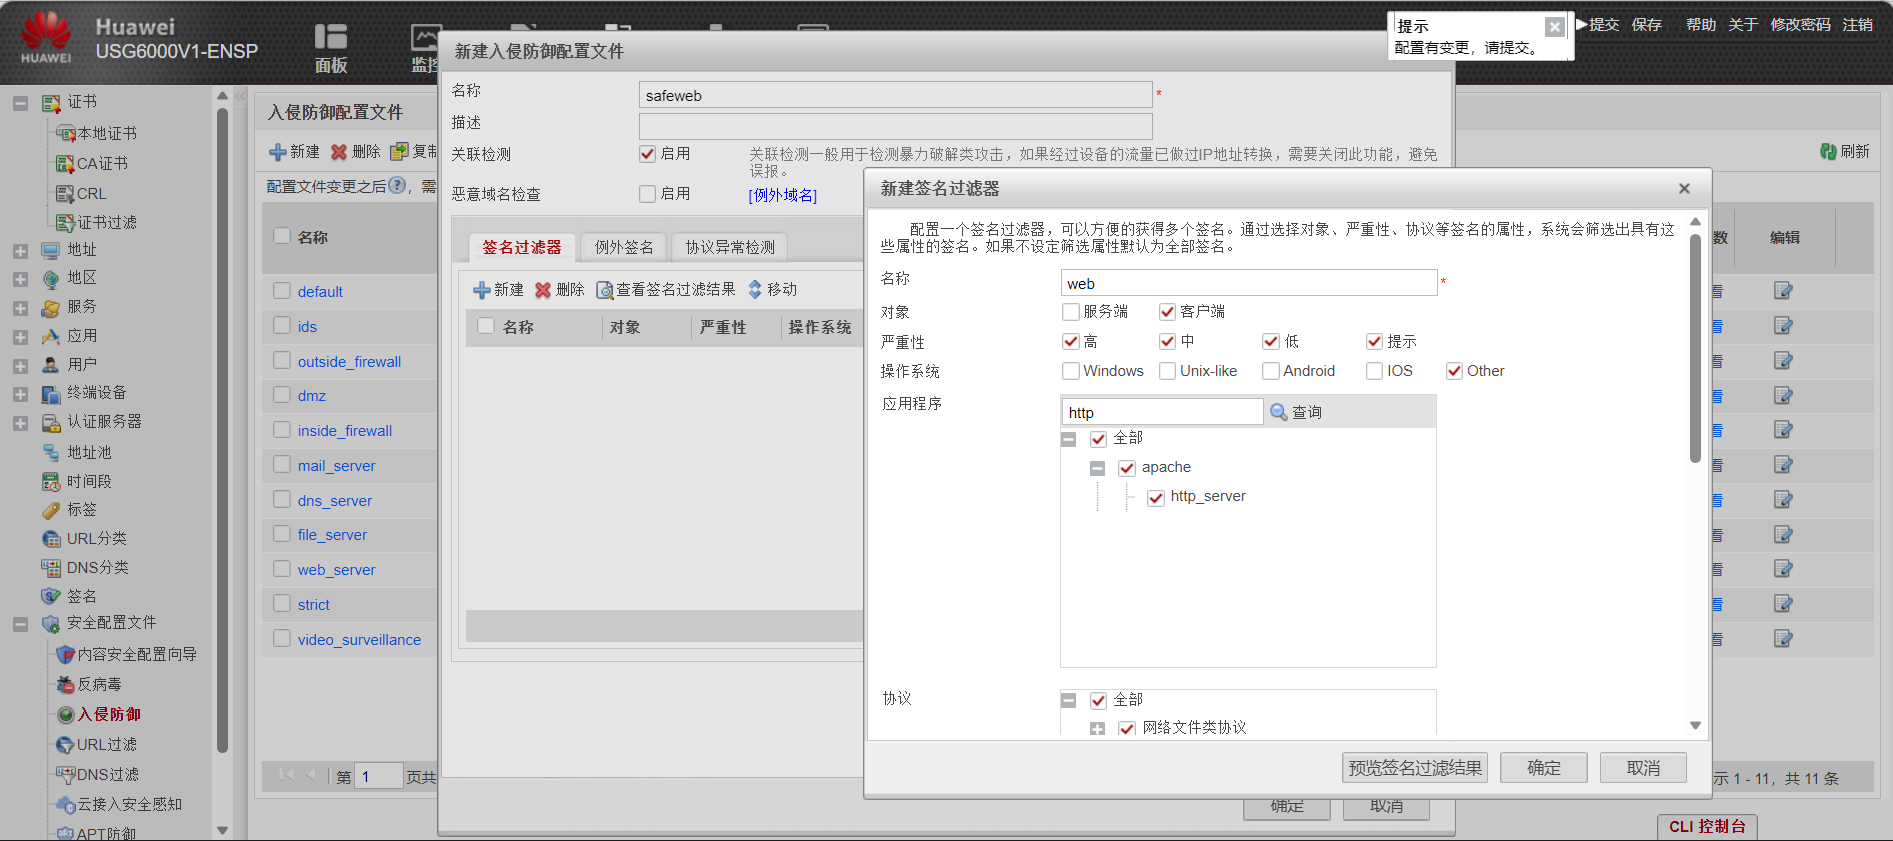 HUAWEI
Huawei
USG6000V1-ENSP
面板
监控
提示
配置有变更，请提交。
提交 保存 帮助 关于 修改密码 注销
证书
本地证书
CA证书
CRL
证书过滤
地址
地区
服务
应用
用户
终端设备
认证服务器
地址池
时间段
标签
URL分类
DNS分类
签名
安全配置文件
内容安全配置向导
反病毒
入侵防御
URL过滤
DNS过滤
云接入安全感知
APT防御
入侵防御配置文件
新建 删除 复制
刷新
配置文件变更之后，需
名称
数 编辑
default
ids
outside_firewall
dmz
inside_firewall
mail_server
dns_server
file_server
web_server
strict
video_surveillance
看
看
看
看
看
看
看
看
看
看
看
第 1 页共
示 1 - 11，共 11 条
新建入侵防御配置文件
名称 safeweb *
描述
关联检测 启用 关联检测一般用于检测暴力破解类攻击，如果经过设备的流量已做过IP地址转换，需要关闭此功能，避免
误报。
恶意域名检查 启用 [例外域名]
签名过滤器 例外签名 协议异常检测
新建 删除 查看签名过滤结果 移动
名称 对象 严重性 操作系统
确定 取消
新建签名过滤器
配置一个签名过滤器，可以方便的获得多个签名。通过选择对象、严重性、协议等签名的属性，系统会筛选出具有这
些属性的签名。如果不设定筛选属性默认为全部签名。
名称 web *
对象 服务端 客户端
严重性 高 中 低 提示
操作系统 Windows Unix-like Android IOS Other
应用程序 http 查询
全部
apache
http_server
协议 全部
网络文件类协议
预览签名过滤结果 确定 取消
CLI 控制台